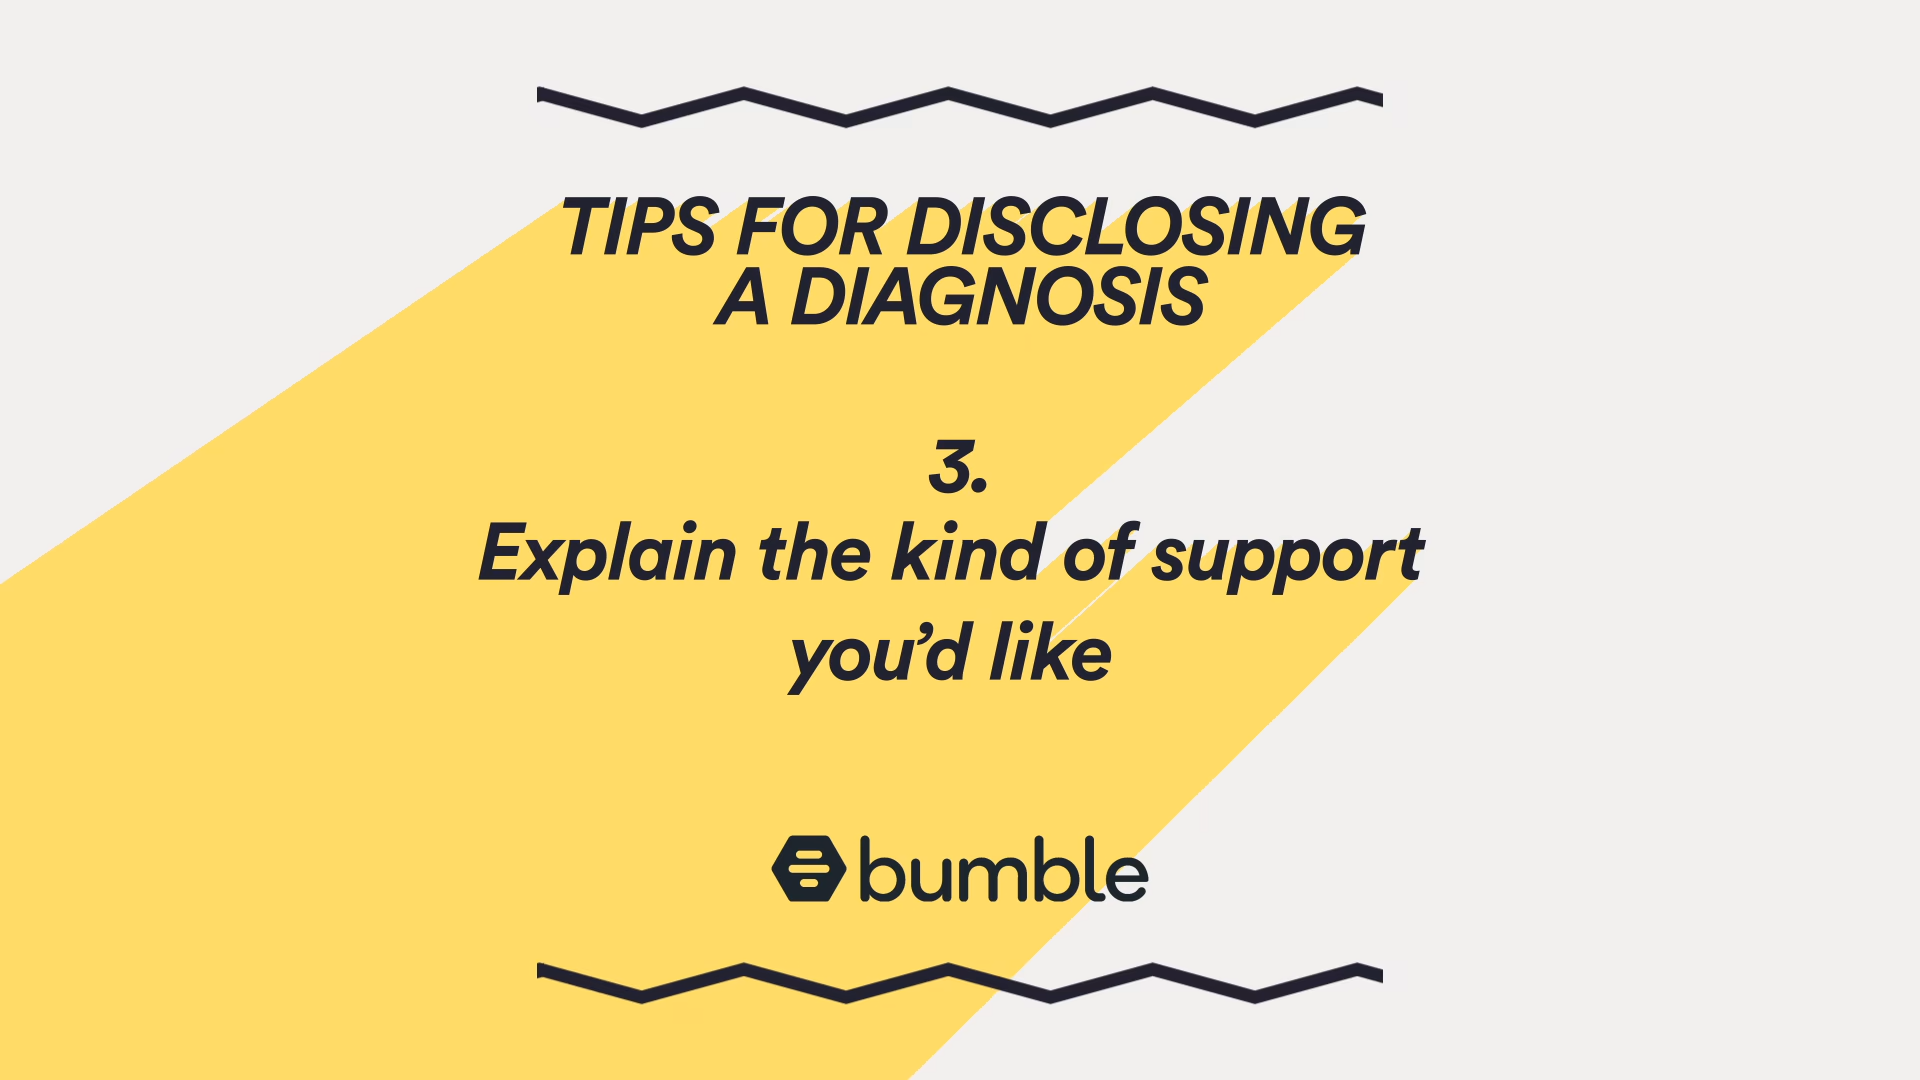 TIPS FOR DISCLOSING
A DIAGNOSIS
3.
Explain the kind of support
you’d like
bumble